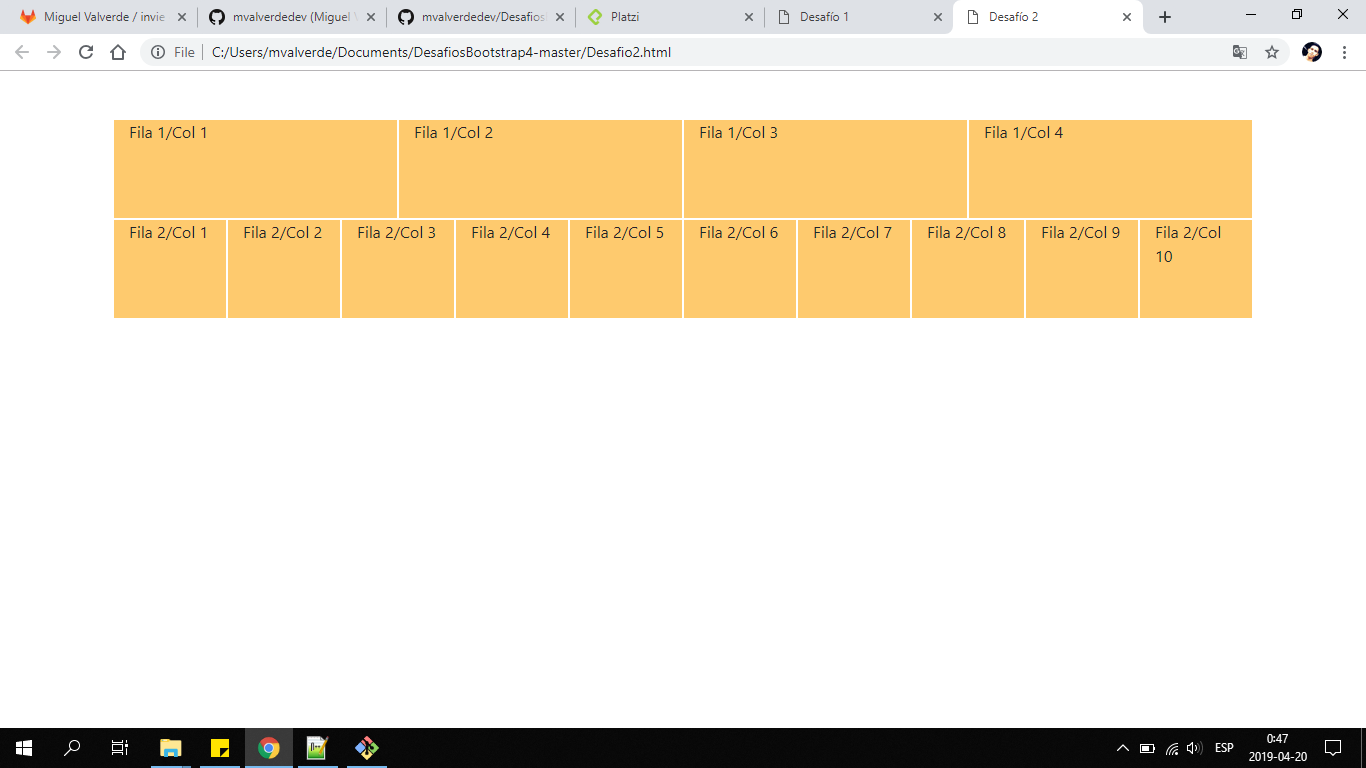 Miguel Valverde / invie
mvalverdedev (Miguel V
mvalverdedev/Desafios
Platzi
Desafío 1
Desafío 2
File
C:/Users/mvalverde/Documents/DesafiosBootstrap4-master/Desafio2.html
Fila 1/Col 1
Fila 1/Col 2
Fila 1/Col 3
Fila 1/Col 4
Fila 2/Col 1
Fila 2/Col 2
Fila 2/Col 3
Fila 2/Col 4
Fila 2/Col 5
Fila 2/Col 6
Fila 2/Col 7
Fila 2/Col 8
Fila 2/Col 9
Fila 2/Col
10
ESP
0:47
2019-04-20